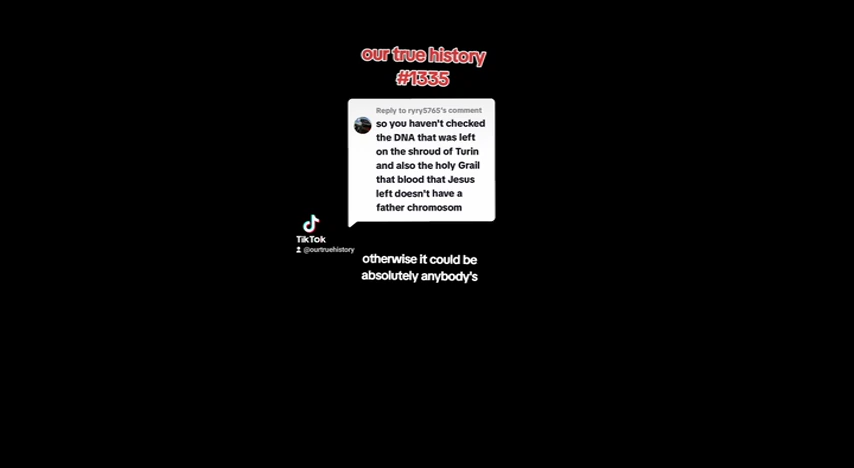 our true history
#1335
Reply to ryry5765's comment
so you haven't checked
the DNA that was left
on the shroud of Turin
and also the holy Grail
that blood that Jesus
left doesn't have a
father chromosom
TikTok
@ourtruehistory
otherwise it could be
absolutely anybody's